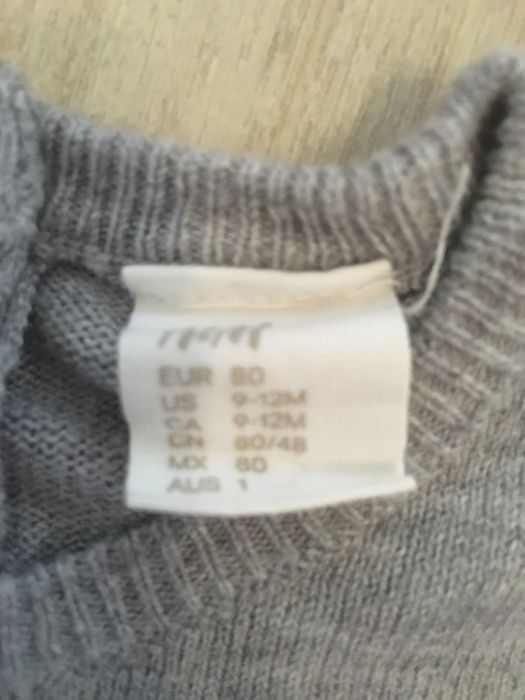 EUR 80
US 9-12M
CA 9-12M
CN 80/48
MX 80
AUS 1